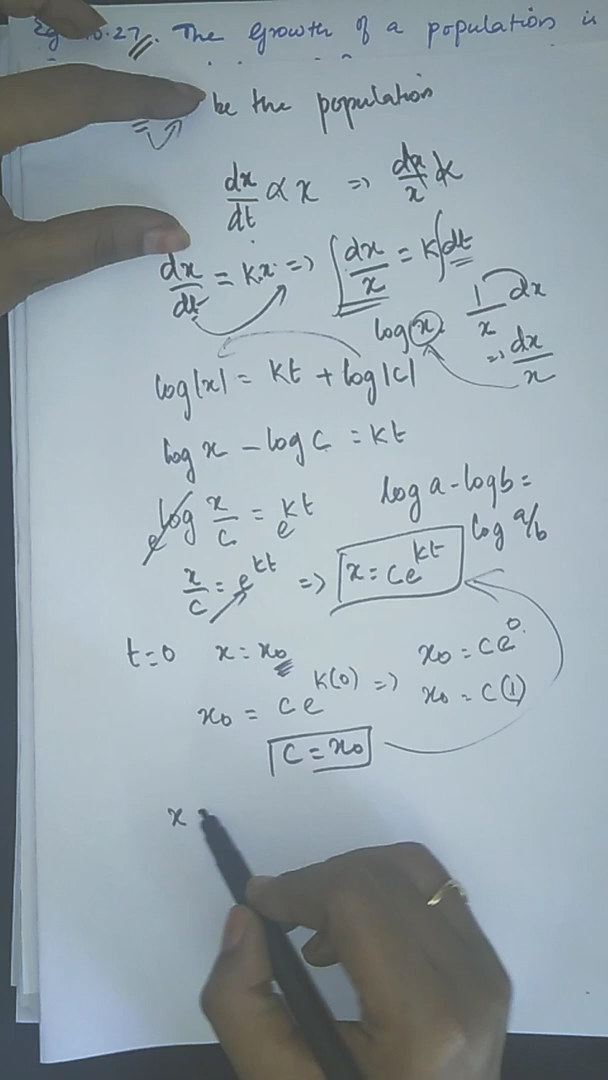 10.27. The Growth of a population is
be the population
dx/dt ∝ x => dx/x k
dx/dt = kx => ∫dx/x = k∫dt
log(x) 1/x dx
=> dx/x
log|x| = kt + log|c|
log x - log c = kt
log a - log b =
log a/b
e^log x/c = e^kt
x/c = e^kt => x = ce^kt
t=0 x = x₀
x₀ = ce^0
x₀ = ce^k(0) => x₀ = c(1)
c = x₀
x